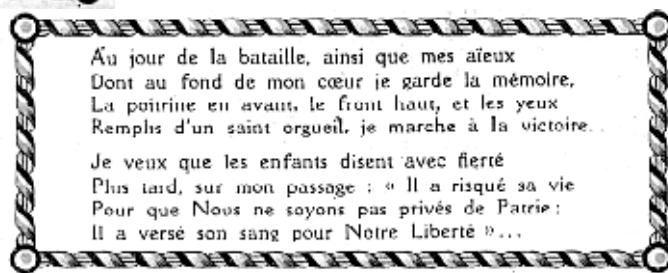 Au jour de la bataille, ainsi que mes aïeux
Dont au fond de mon cœur je garde la mémoire,
La poitrine en avant, le front haut, et les yeux
Remplis d'un saint orgueil, je marche à la victoire...
Je veux que les enfants disent avec fierté
Plus tard, sur mon passage : « Il a risqué sa vie
Pour que Nous ne soyons pas privés de Patrie :
Il a versé son sang pour Notre Liberté »...